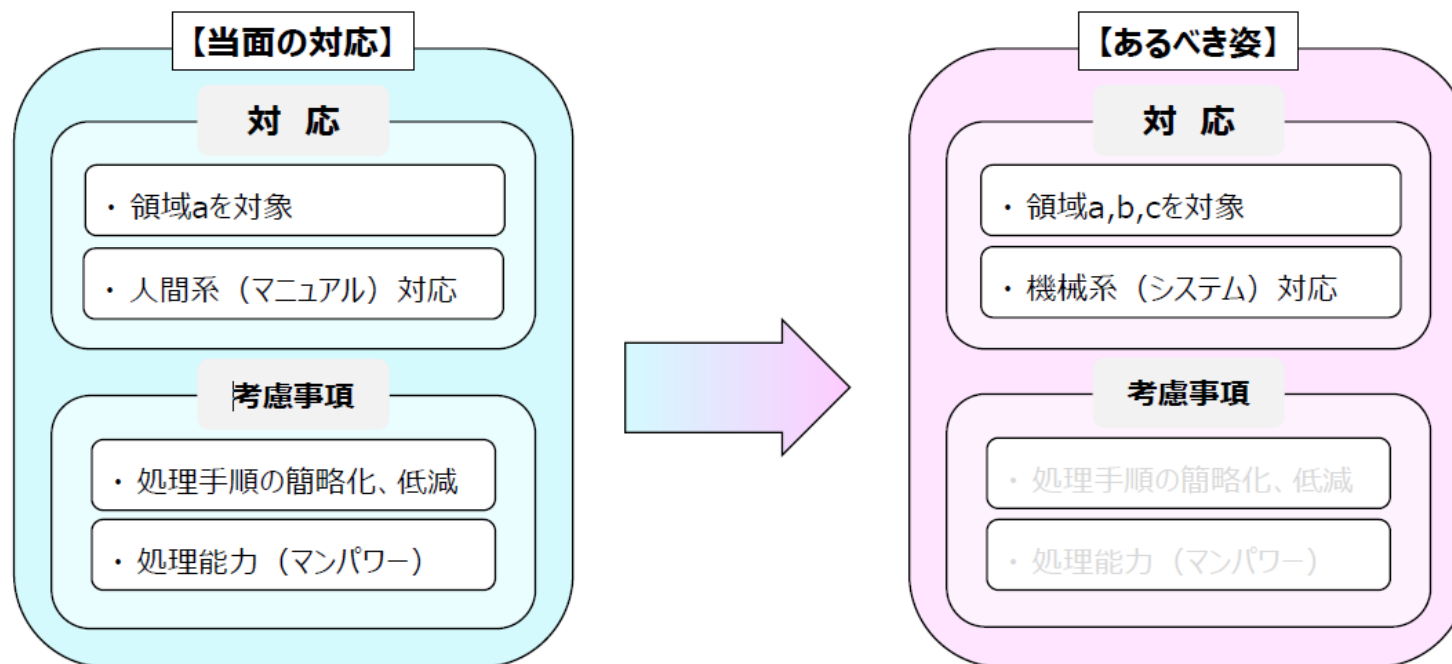 【当面の対応】
対 応
・ 領域aを対象
・ 人間系（マニュアル）対応
考慮事項
・ 処理手順の簡略化、低減
・ 処理能力（マンパワー）
【あるべき姿】
対 応
・ 領域a,b,cを対象
・ 機械系（システム）対応
考慮事項
・ 処理手順の簡略化、低減
・ 処理能力（マンパワー）